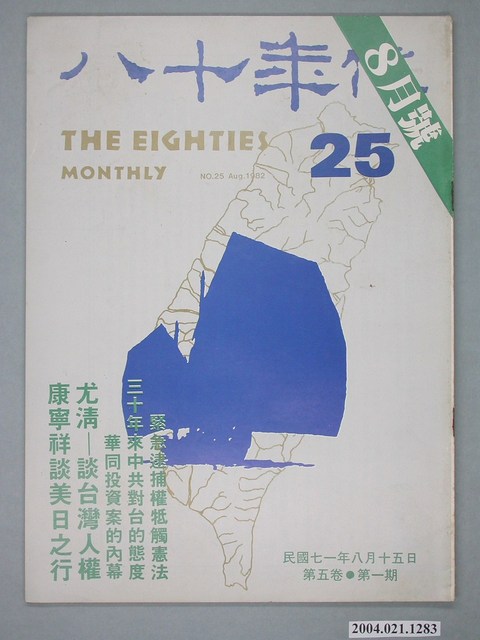 八十年代
8月號
THE EIGHTIES
MONTHLY
NO.25 Aug.1982
25
緊急逮捕權牴觸憲法
三十年來中共對台的態度
華同投資案的內幕
尤清—談台灣人權
康寧祥談美日之行
民國七一年八月十五日
第五卷●第一期
2004.021.1283